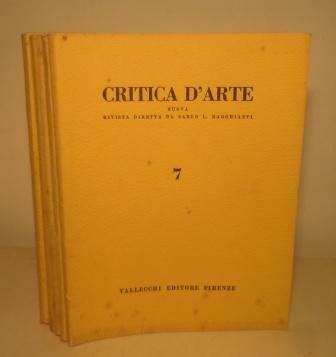 CRITICA D'ARTE
NUOVA
RIVISTA DIRETTA DA CARLO L. RAGGHIANTI
7
VALLECCHI EDITORE FIRENZE